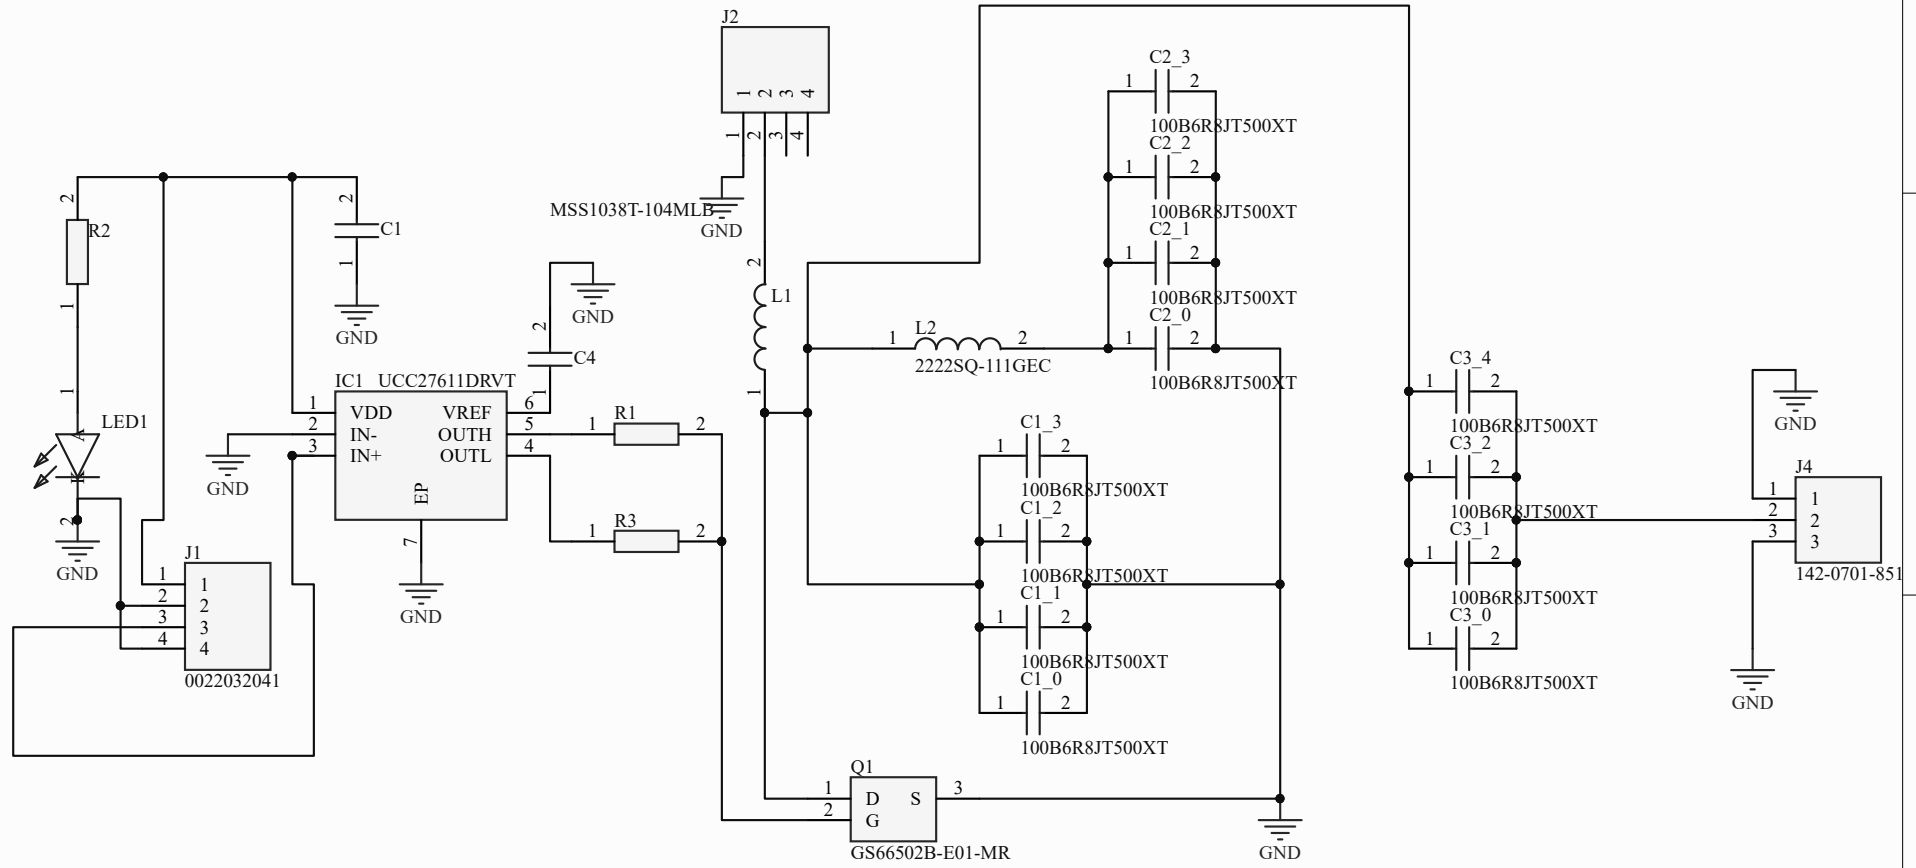 J2
1 2 3 4
1 2 3 4
GND
MSS1038T-104MLB
2
L1
1
2
R2
1
2
C1
1
GND
1
A
LED1
K
2
GND
J1
1 1
2 2
3 3
4 4
0022032041
IC1 UCC27611DRVT
1 VDD VREF 6
2 IN- OUTH 5
3 IN+ OUTL 4
EP
7
GND
GND
GND
2
C4
1
R1
1 2
R3
1 2
L2
1 2
2222SQ-111GEC
C2_3
1 2
100B6R8JT500XT
C2_2
1 2
100B6R8JT500XT
C2_1
1 2
100B6R8JT500XT
C2_0
1 2
100B6R8JT500XT
C1_3
1 2
100B6R8JT500XT
C1_2
1 2
100B6R8JT500XT
C1_1
1 2
100B6R8JT500XT
C1_0
1 2
100B6R8JT500XT
Q1
1 D S 3
2 G
GS66502B-E01-MR
GND
C3_4
1 2
100B6R8JT500XT
C3_2
1 2
100B6R8JT500XT
C3_1
1 2
100B6R8JT500XT
C3_0
1 2
100B6R8JT500XT
GND
J4
1 1
2 2
3 3
142-0701-851
GND